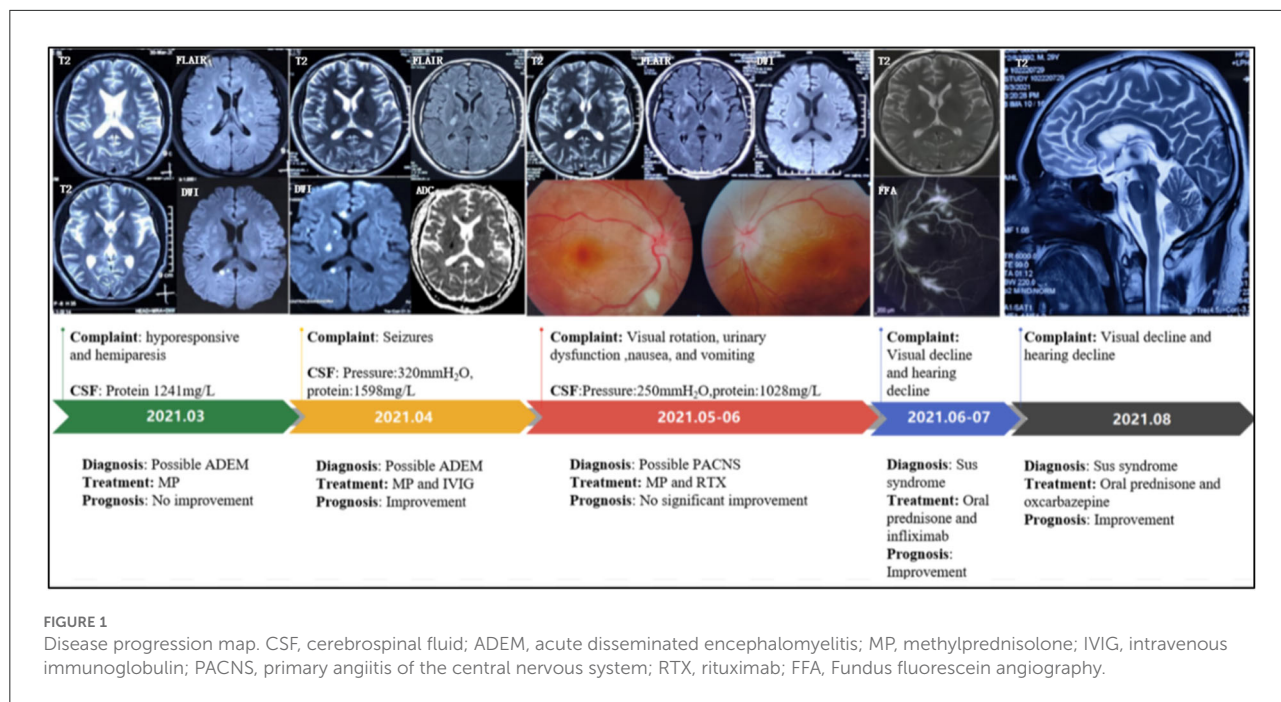 T2
FLAIR
T2
FLAIR
T2
FLAIR
DWI
T2
T2
T2
DWI
DWI
ADC
FFA
Complaint: hyporesponsive
and hemiparesis
CSF: Protein 1241mg/L
Complaint: Seizures
CSF: Pressure:320mmH₂O,
protein:1598mg/L
Complaint: Visual rotation, urinary
dysfunction ,nausea, and vomiting
CSF:Pressure:250mmH₂O,protein:1028mg/L
Complaint:
Visual decline
and hearing
decline
Complaint: Visual decline and
hearing decline
2021.03
2021.04
2021.05-06
2021.06-07
2021.08
Diagnosis: Possible ADEM
Treatment: MP
Prognosis: No improvement
Diagnosis: Possible ADEM
Treatment: MP and IVIG
Prognosis: Improvement
Diagnosis: Possible PACNS
Treatment: MP and RTX
Prognosis: No significant improvement
Diagnosis: Sus
syndrome
Treatment: Oral
prednisone and
infliximab
Prognosis:
Improvement
Diagnosis: Sus syndrome
Treatment: Oral prednisone and
oxcarbazepine
Prognosis: Improvement
FIGURE 1
Disease progression map. CSF, cerebrospinal fluid; ADEM, acute disseminated encephalomyelitis; MP, methylprednisolone; IVIG, intravenous
immunoglobulin; PACNS, primary angiitis of the central nervous system; RTX, rituximab; FFA, Fundus fluorescein angiography.